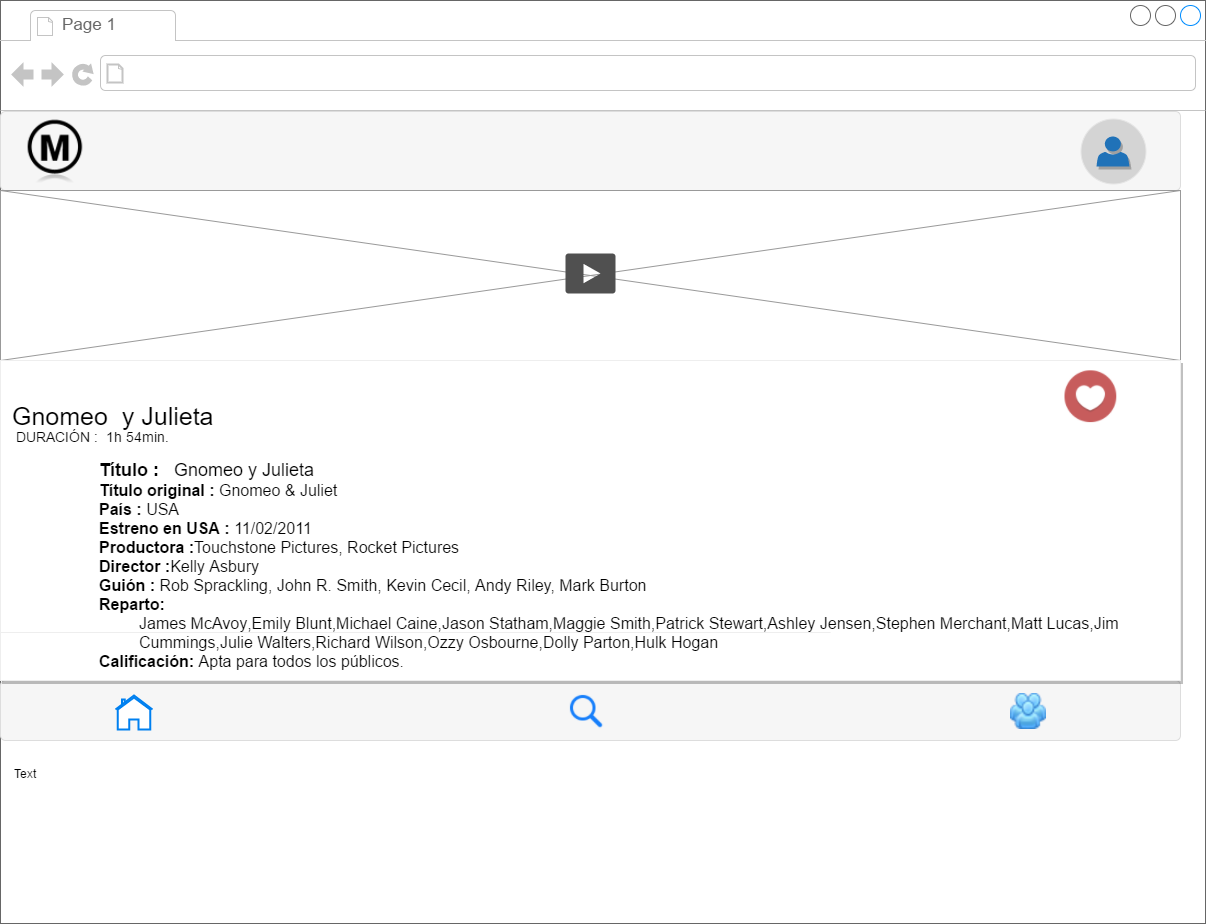 Page 1
M
Gnomeo  y Julieta
DURACIÓN :  1h 54min.
Título :   Gnomeo y Julieta
Título original : Gnomeo & Juliet
País : USA
Estreno en USA : 11/02/2011
Productora :Touchstone Pictures, Rocket Pictures
Director :Kelly Asbury
Guión : Rob Sprackling, John R. Smith, Kevin Cecil, Andy Riley, Mark Burton
Reparto:
James McAvoy,Emily Blunt,Michael Caine,Jason Statham,Maggie Smith,Patrick Stewart,Ashley Jensen,Stephen Merchant,Matt Lucas,Jim
Cummings,Julie Walters,Richard Wilson,Ozzy Osbourne,Dolly Parton,Hulk Hogan
Calificación: Apta para todos los públicos.
Text